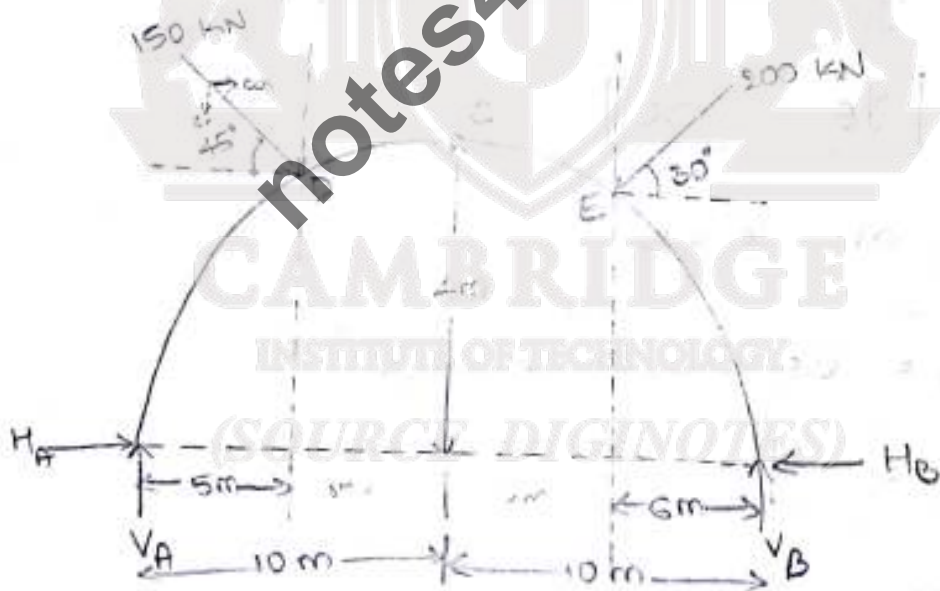 150 KN
200 KN
45°
30°
notes4
C
E
CAMBRIDGE
INSTITUTE OF TECHNOLOGY
(SOURCE DIGINOTES)
H_A
H_B
5m
6m
V_A
10 m
10 m
V_B